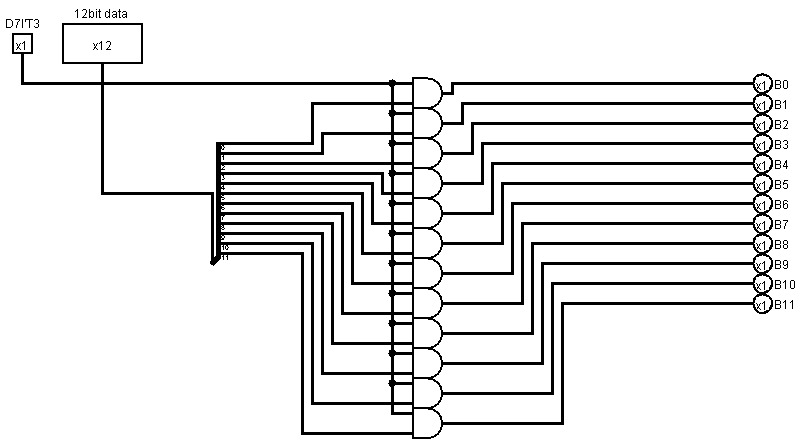 12bit data
D7I'T3
x1
x12
x1 B0
x1 B1
x1 B2
x1 B3
x1 B4
x1 B5
x1 B6
x1 B7
x1 B8
x1 B9
x1 B10
x1 B11
0
1
2
3
4
5
6
7
8
9
10
11